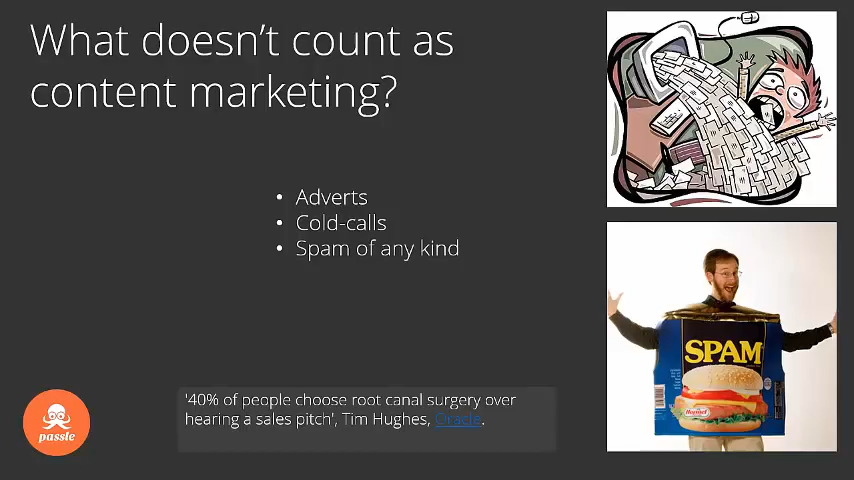 What doesn't count as
content marketing?
• Adverts
• Cold-calls
• Spam of any kind
SPAM
Hormel
'40% of people choose root canal surgery over
hearing a sales pitch', Tim Hughes, Oracle.
passle